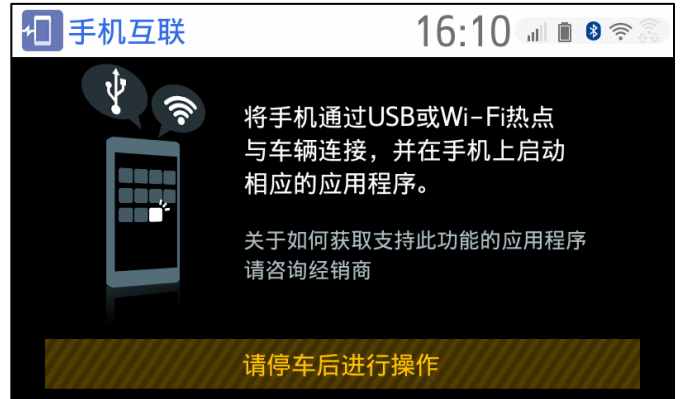 手机互联
16:10
将手机通过USB或Wi-Fi热点
与车辆连接，并在手机上启动
相应的应用程序。
关于如何获取支持此功能的应用程序
请咨询经销商
请停车后进行操作